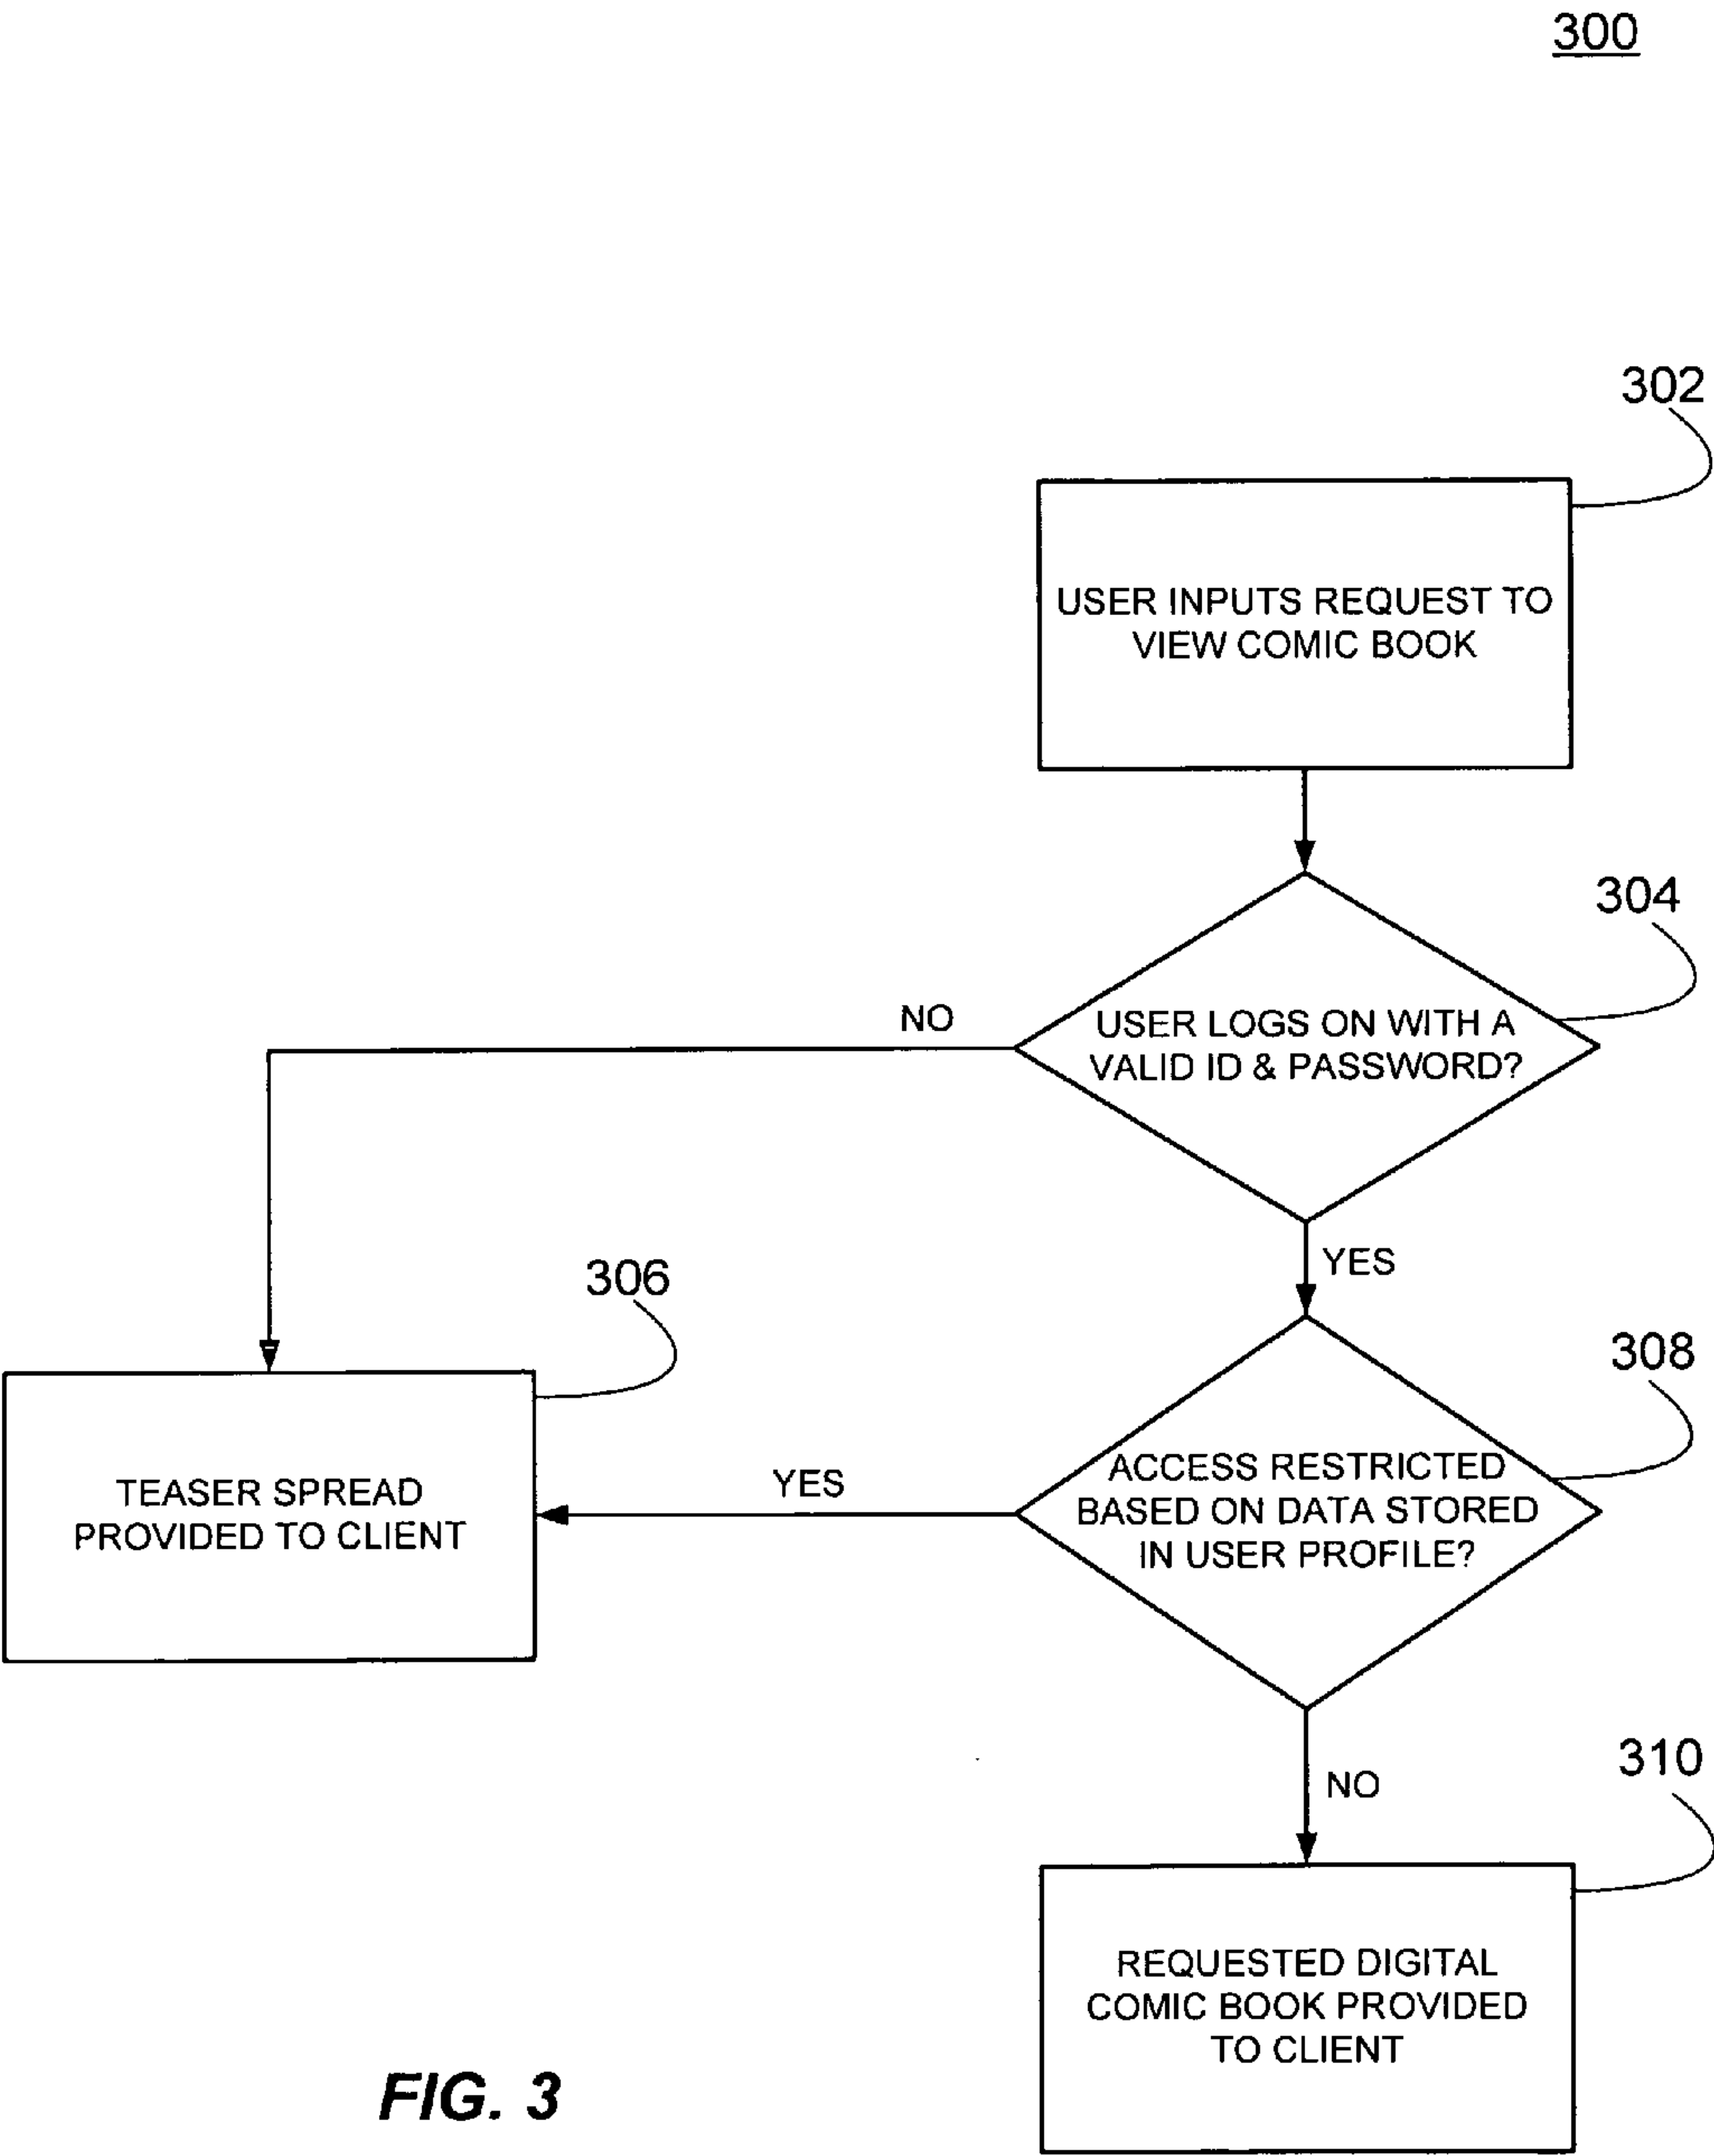 300
302
USER INPUTS REQUEST TO
VIEW COMIC BOOK
304
NO
USER LOGS ON WITH A
VALID ID & PASSWORD?
YES
306
308
TEASER SPREAD
PROVIDED TO CLIENT
YES
ACCESS RESTRICTED
BASED ON DATA STORED
IN USER PROFILE?
NO
310
REQUESTED DIGITAL
COMIC BOOK PROVIDED
TO CLIENT
FIG. 3